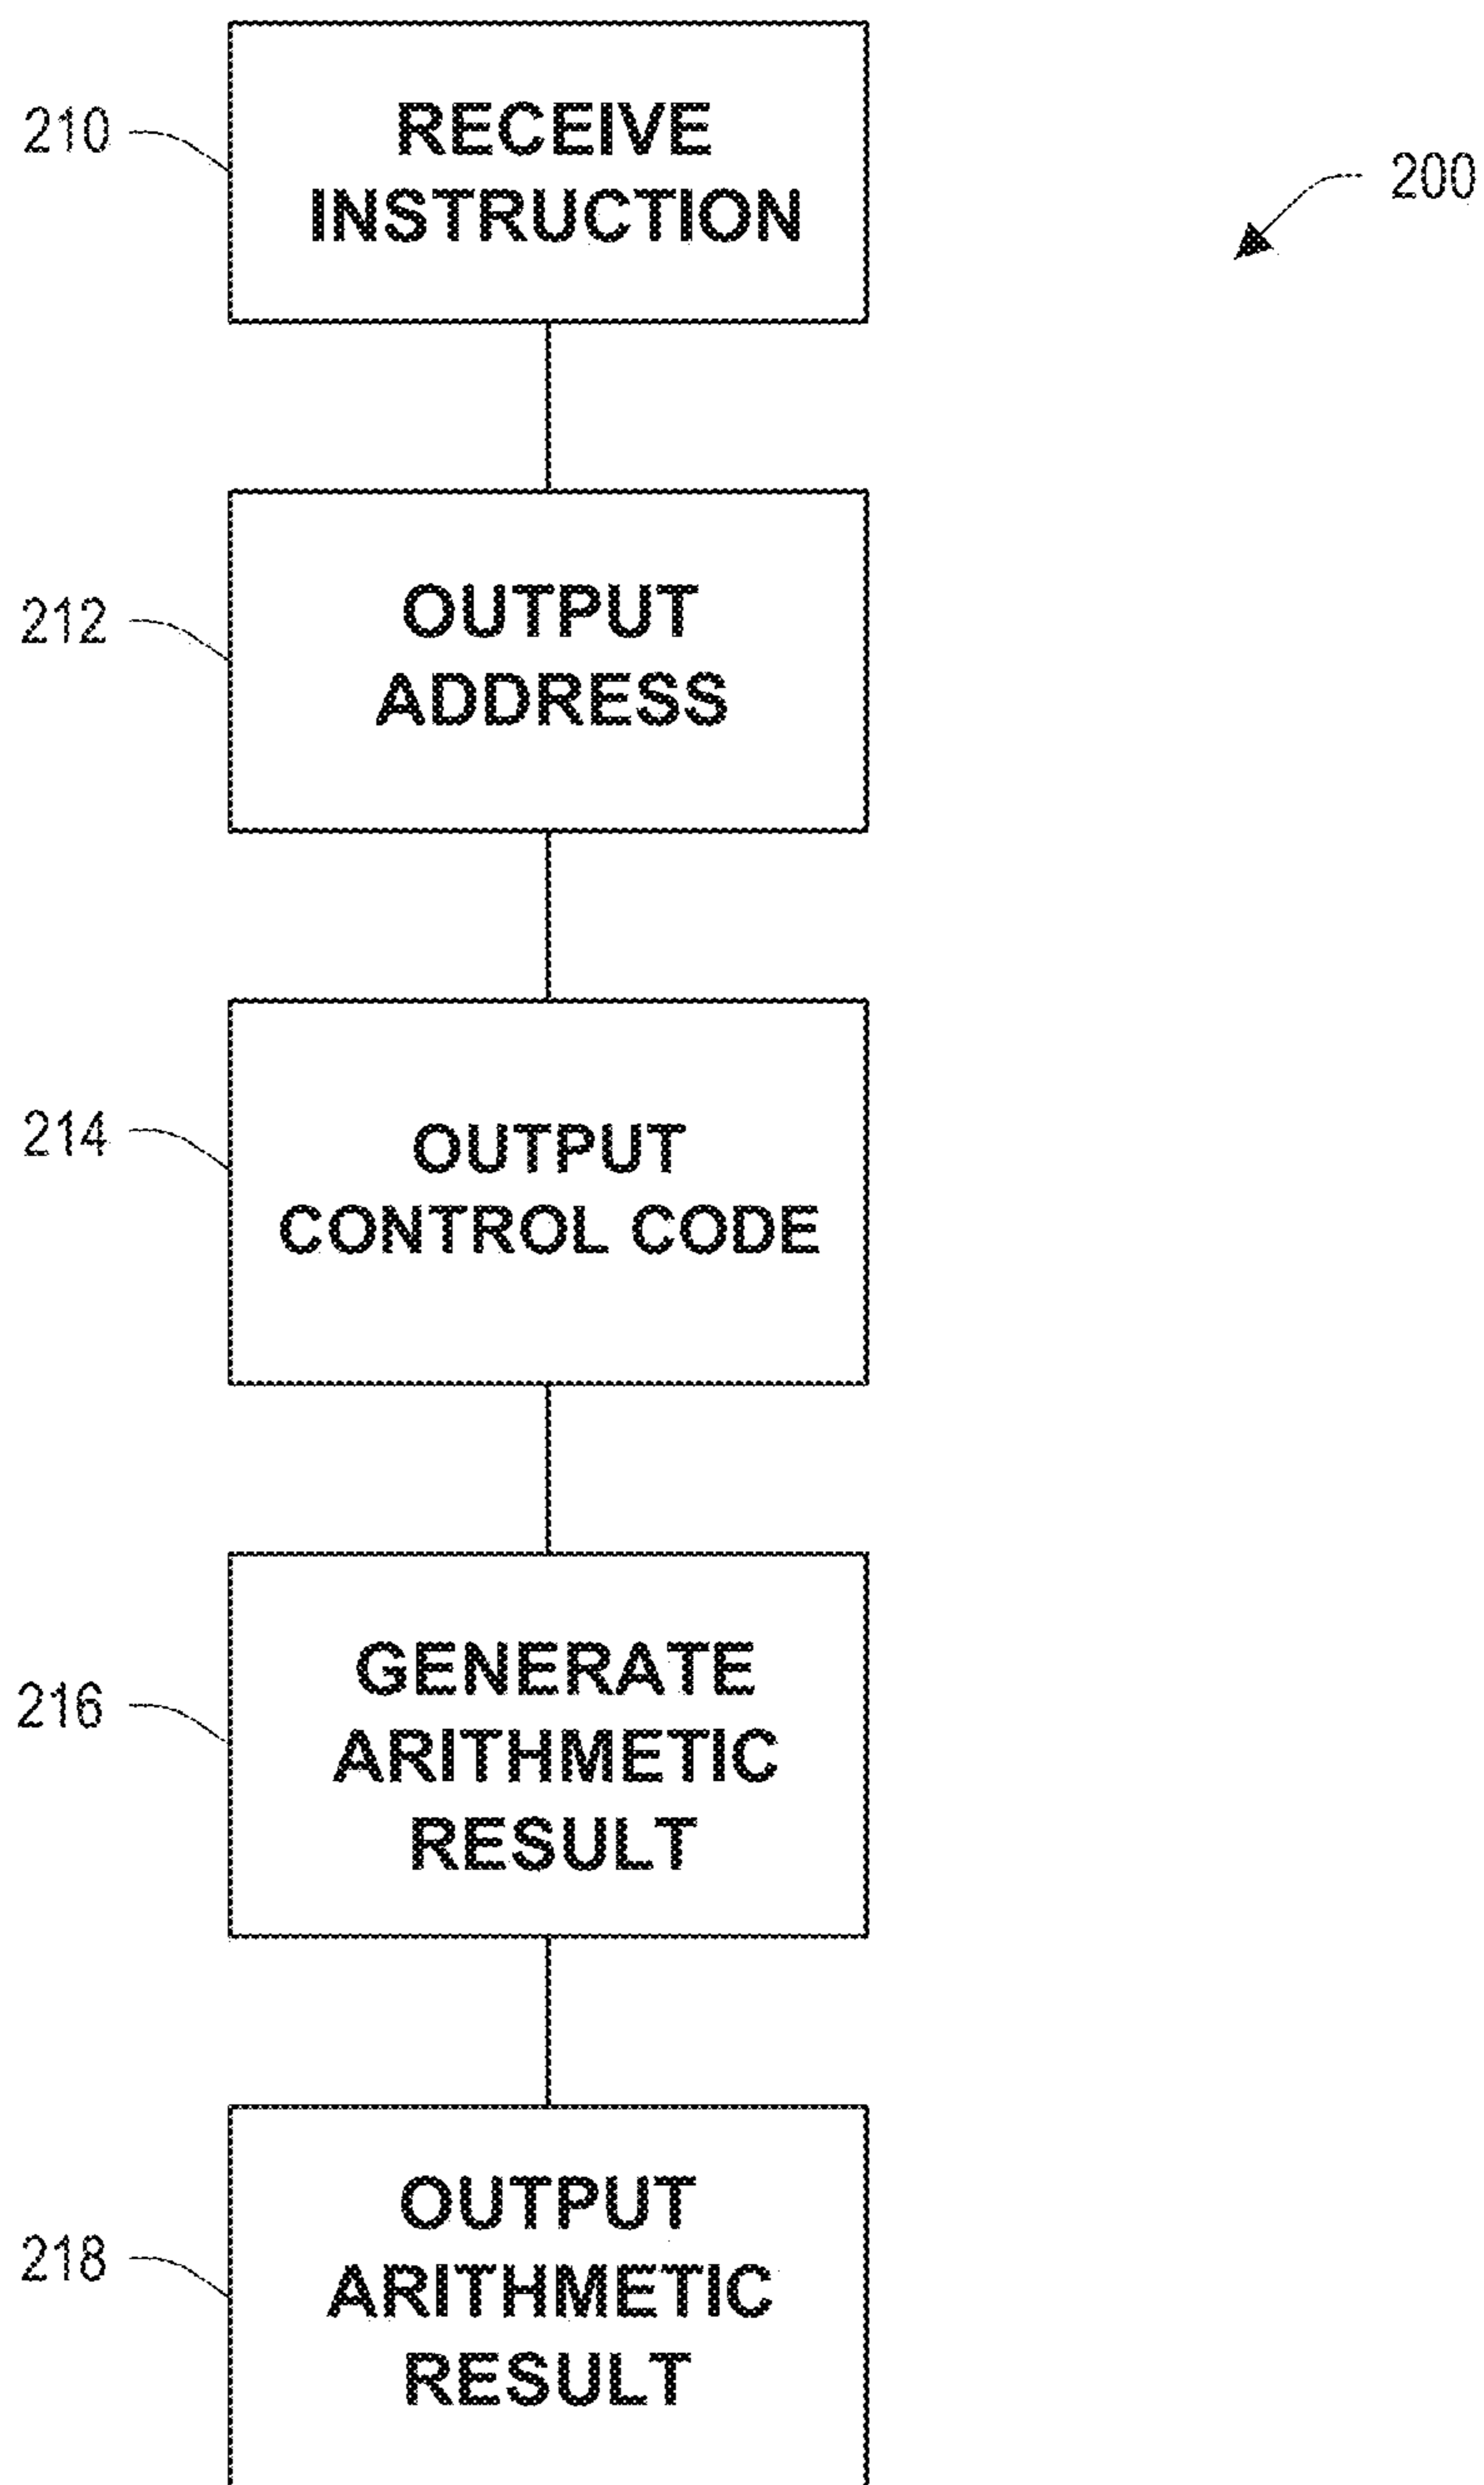 210
RECEIVE
INSTRUCTION
200
212
OUTPUT
ADDRESS
214
OUTPUT
CONTROL CODE
216
GENERATE
ARITHMETIC
RESULT
218
OUTPUT
ARITHMETIC
RESULT